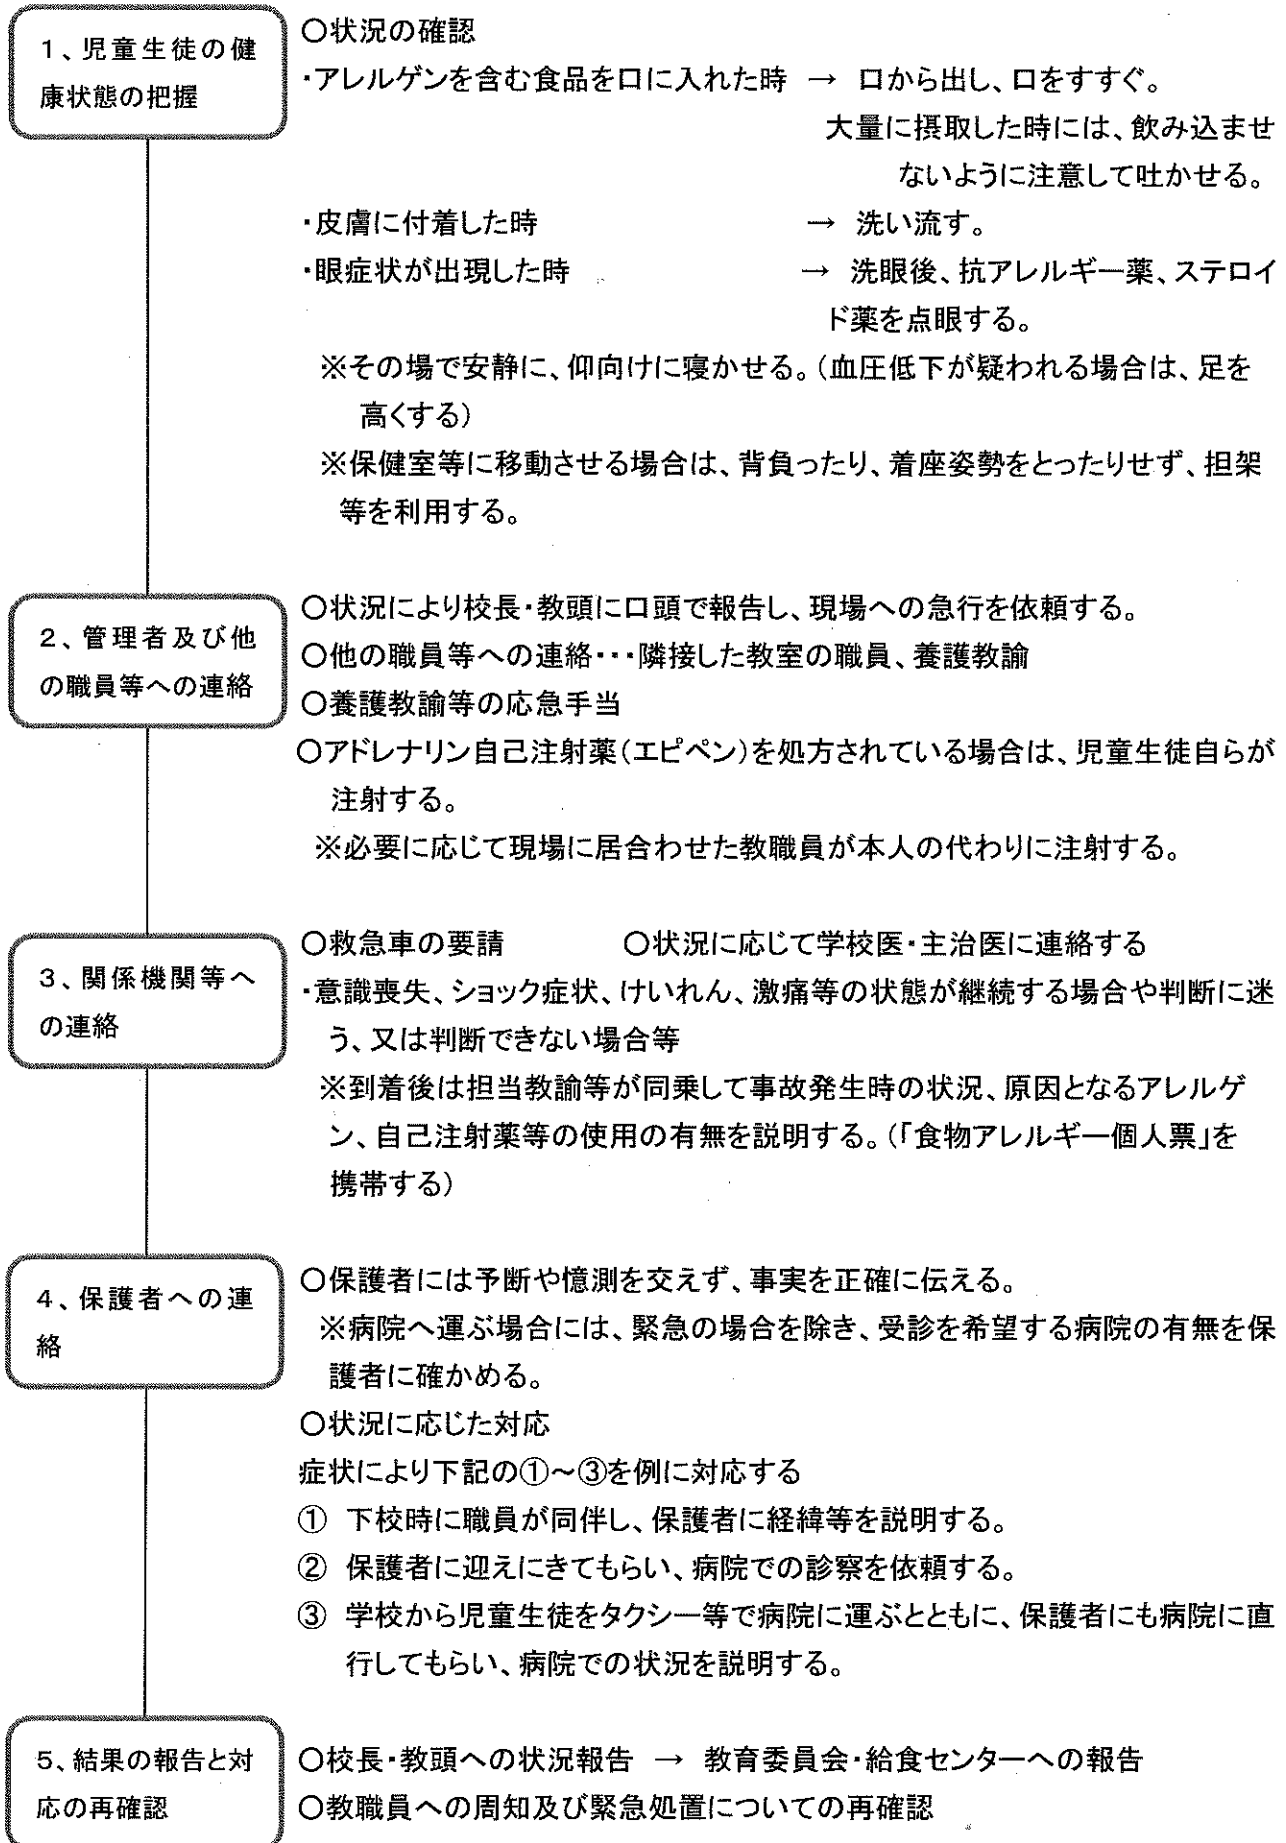 1、児童生徒の健
康状態の把握
○状況の確認
・アレルゲンを含む食品を口に入れた時 → 口から出し、口をすすぐ。
大量に摂取した時には、飲み込ませ
ないように注意して吐かせる。
・皮膚に付着した時 → 洗い流す。
・眼症状が出現した時 → 洗眼後、抗アレルギー薬、ステロイ
ド薬を点眼する。
※その場で安静に、仰向けに寝かせる。(血圧低下が疑われる場合は、足を
高くする)
※保健室等に移動させる場合は、背負ったり、着座姿勢をとったりせず、担架
等を利用する。
2、管理者及び他
の職員等への連絡
○状況により校長・教頭に口頭で報告し、現場への急行を依頼する。
○他の職員等への連絡・・・隣接した教室の職員、養護教諭
○養護教諭等の応急手当
○アドレナリン自己注射薬(エピペン)を処方されている場合は、児童生徒自らが
注射する。
※必要に応じて現場に居合わせた教職員が本人の代わりに注射する。
3、関係機関等へ
の連絡
○救急車の要請 ○状況に応じて学校医・主治医に連絡する
・意識喪失、ショック症状、けいれん、激痛等の状態が継続する場合や判断に迷
う、又は判断できない場合等
※到着後は担当教諭等が同乗して事故発生時の状況、原因となるアレルゲ
ン、自己注射薬等の使用の有無を説明する。(「食物アレルギー個人票」を
携帯する)
4、保護者への連
絡
○保護者には予断や憶測を交えず、事実を正確に伝える。
※病院へ運ぶ場合には、緊急の場合を除き、受診を希望する病院の有無を保
護者に確かめる。
○状況に応じた対応
症状により下記の①～③を例に対応する
① 下校時に職員が同伴し、保護者に経緯等を説明する。
② 保護者に迎えにきてもらい、病院での診察を依頼する。
③ 学校から児童生徒をタクシー等で病院に運ぶとともに、保護者にも病院に直
行してもらい、病院での状況を説明する。
5、結果の報告と対
応の再確認
○校長・教頭への状況報告 → 教育委員会・給食センターへの報告
○教職員への周知及び緊急処置についての再確認